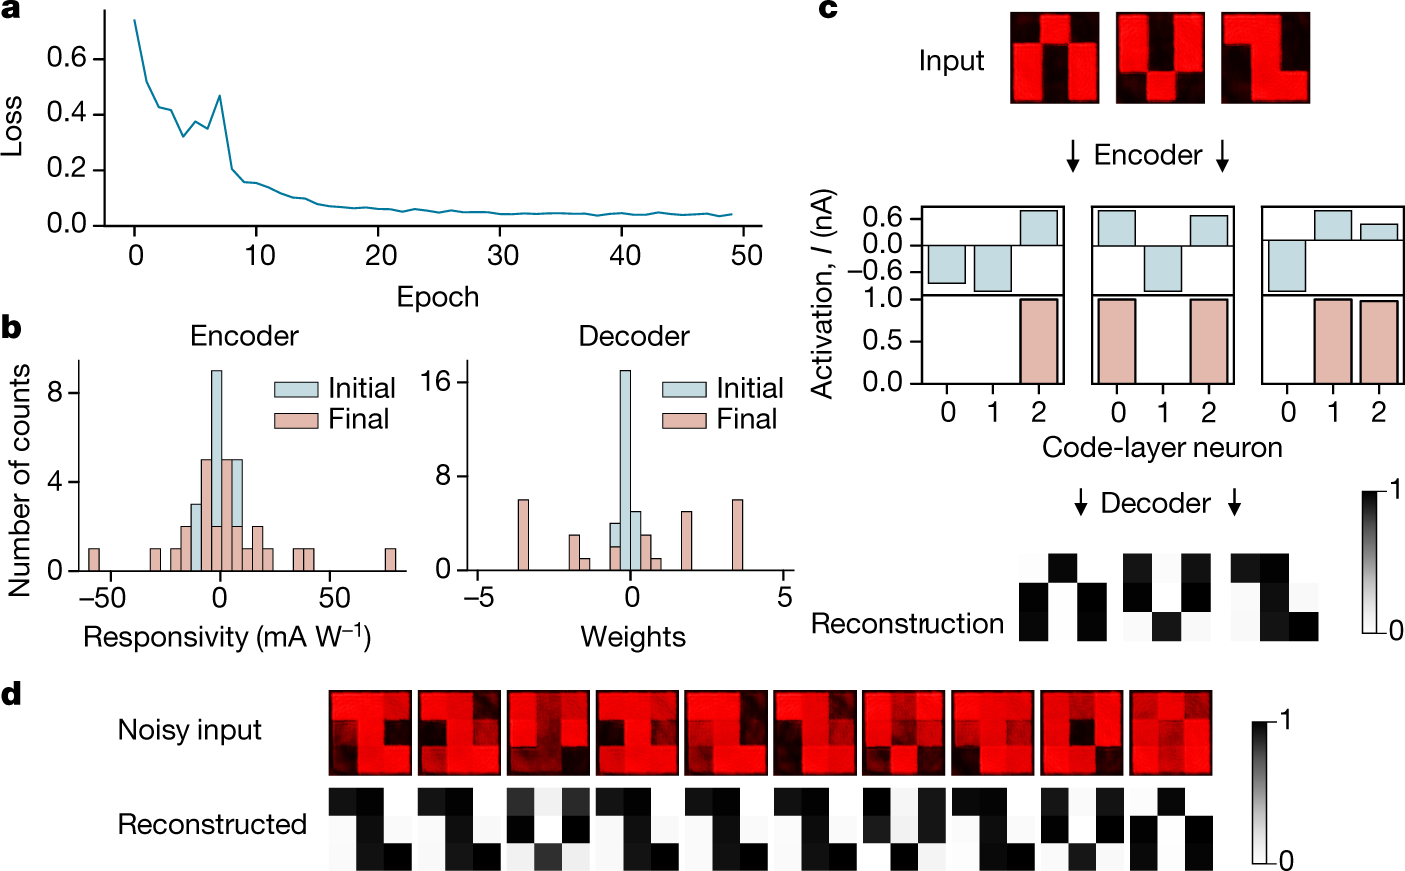 a
Loss
0.6
0.4
0.2
0.0
0 10 20 30 40 50
Epoch
b
Encoder
Number of counts
8
4
0
Initial
Final
–50 0 50
Responsivity (mA W–1)
Decoder
16
8
0
Initial
Final
–5 0 5
Weights
c
Input
Encoder
Activation, I (nA)
0.6
0.0
–0.6
1.0
0.5
0.0
0 1 2 0 1 2 0 1 2
Code-layer neuron
Decoder
Reconstruction
1
0
d
Noisy input
Reconstructed
1
0